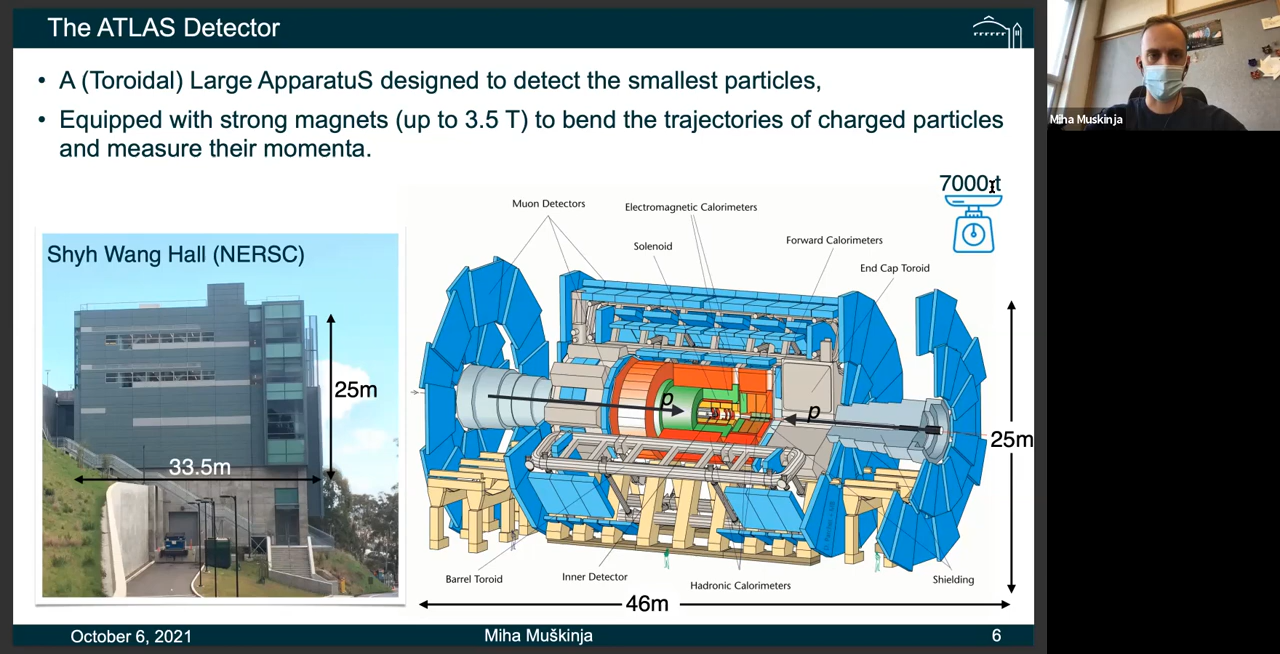 The ATLAS Detector
• A (Toroidal) Large ApparatuS designed to detect the smallest particles,
• Equipped with strong magnets (up to 3.5 T) to bend the trajectories of charged particles
and measure their momenta.
Miha Muskinja
7000 t
Muon Detectors
Electromagnetic Calorimeters
Solenoid
Forward Calorimeters
End Cap Toroid
Shyh Wang Hall (NERSC)
25m
33.5m
p
p
25m
Barrel Toroid
Inner Detector
Hadronic Calorimeters
Shielding
46m
October 6, 2021
Miha Muškinja
6